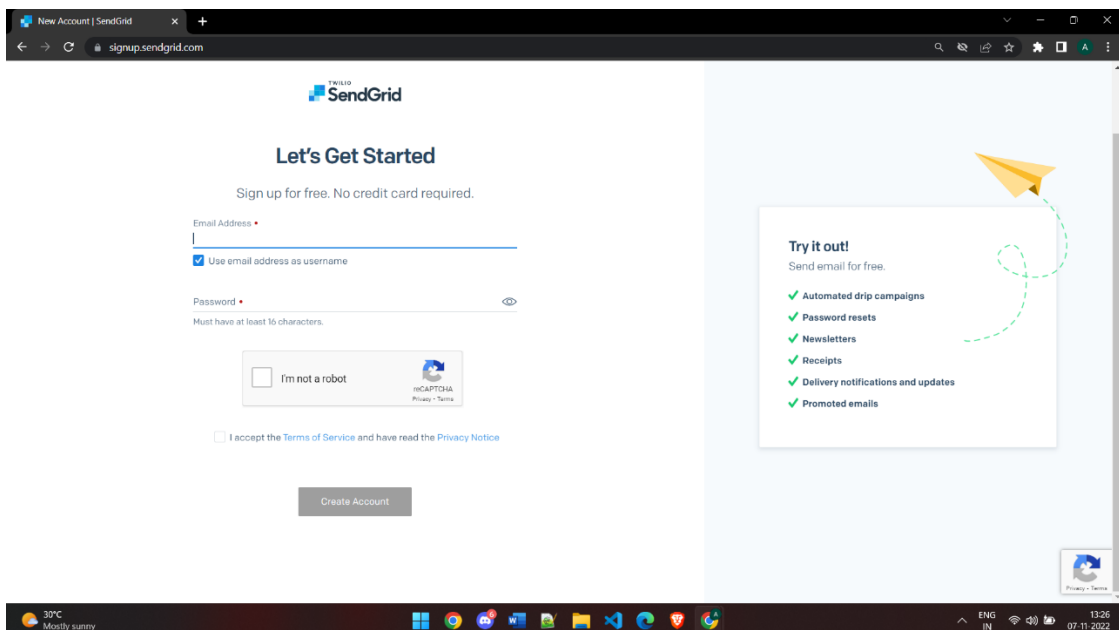 New Account | SendGrid
signup.sendgrid.com
A
TWILIO
SendGrid
Let's Get Started
Sign up for free. No credit card required.
Email Address •
Use email address as username
Password •
Must have at least 16 characters.
I'm not a robot
reCAPTCHA
Privacy - Terms
I accept the Terms of Service and have read the Privacy Notice
Create Account
Try it out!
Send email for free.
Automated drip campaigns
Password resets
Newsletters
Receipts
Delivery notifications and updates
Promoted emails
Privacy - Terms
30°C
Mostly sunny
ENG
IN
13:26
07-11-2022